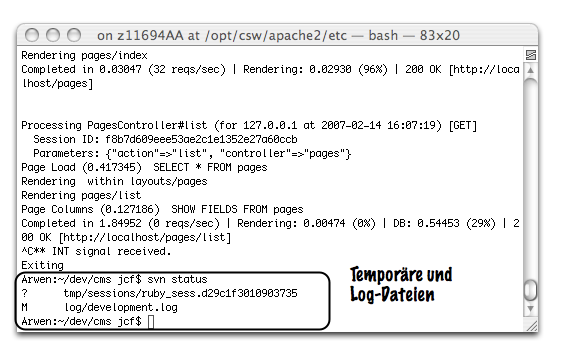 on z11694AA at /opt/csw/apache2/etc — bash — 83x20
Rendering pages/index
Completed in 0.03047 (32 reqs/sec) | Rendering: 0.02930 (96%) | 200 OK [http://loca
lhost/pages]
Processing PagesController#list (for 127.0.0.1 at 2007-02-14 16:07:19) [GET]
Session ID: f8b7d609eee53ae2c1e1352e27a60ccb
Parameters: {"action"=>"list", "controller"=>"pages"}
Page Load (0.417345)  SELECT * FROM pages
Rendering  within layouts/pages
Rendering pages/list
Page Columns (0.127186)  SHOW FIELDS FROM pages
Completed in 1.84952 (0 reqs/sec) | Rendering: 0.00474 (0%) | DB: 0.54453 (29%) | 2
00 OK [http://localhost/pages/list]
^C** INT signal received.
Exiting
Arwen:~/dev/cms jcf$ svn status
?      tmp/sessions/ruby_sess.d29c1f3010903735
M      log/development.log
Arwen:~/dev/cms jcf$
Temporäre und
Log-Dateien